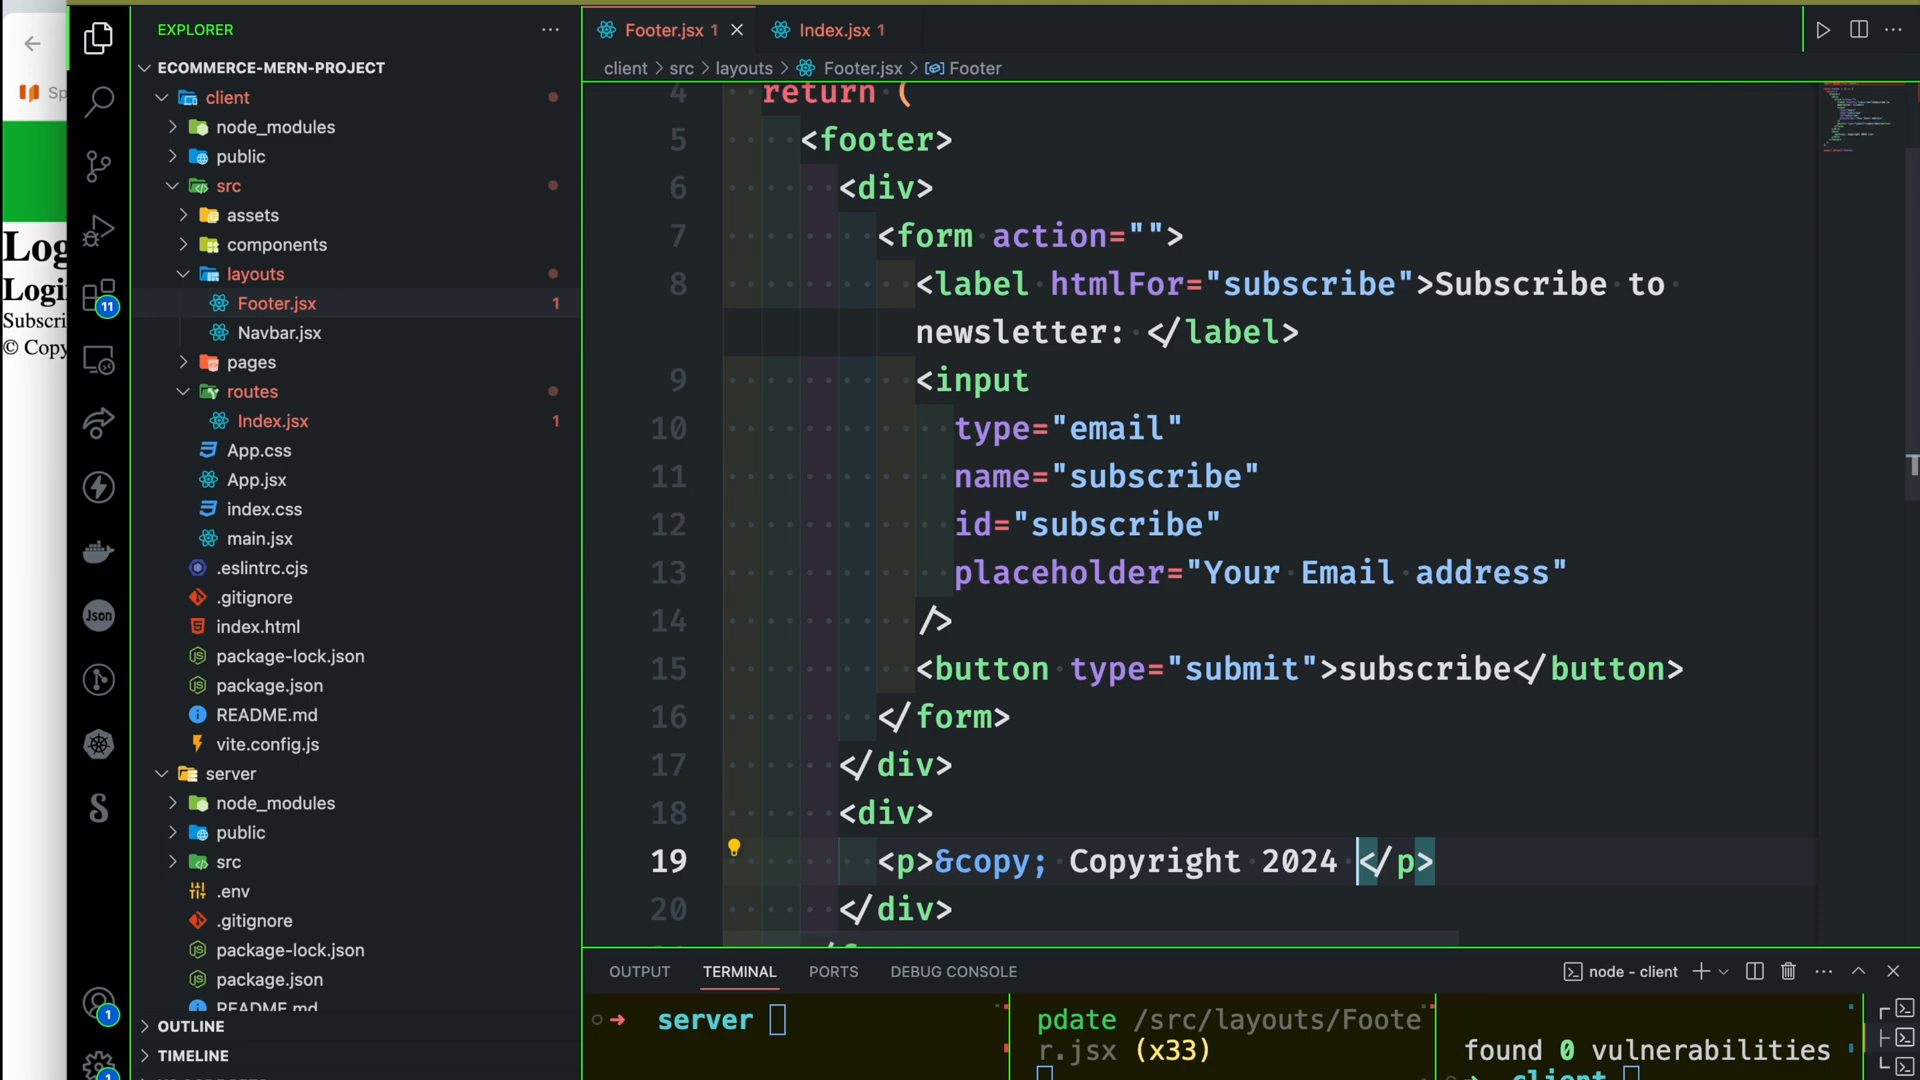 Sp
Log
Logi
Subscri
© Copy
EXPLORER
ECOMMERCE-MERN-PROJECT
client
node_modules
public
src
assets
components
layouts
Footer.jsx 1
Navbar.jsx
pages
routes
Index.jsx 1
App.css
App.jsx
index.css
main.jsx
.eslintrc.cjs
.gitignore
index.html
package-lock.json
package.json
README.md
vite.config.js
server
node_modules
public
src
.env
.gitignore
package-lock.json
package.json
README.md
OUTLINE
TIMELINE
11
Json
1
1
Footer.jsx 1
Index.jsx 1
client > src > layouts > Footer.jsx > Footer
4 return (
5 <footer>
6 <div>
7 <form action="">
8 <label htmlFor="subscribe">Subscribe to
newsletter: </label>
9 <input
10 type="email"
11 name="subscribe"
12 id="subscribe"
13 placeholder="Your Email address"
14 />
15 <button type="submit">subscribe</button>
16 </form>
17 </div>
18 <div>
19 <p>&copy; Copyright 2024 </p>
20 </div>
OUTPUT TERMINAL PORTS DEBUG CONSOLE node - client
server
pdate /src/layouts/Foote
r.jsx (x33)
found 0 vulnerabilities
client